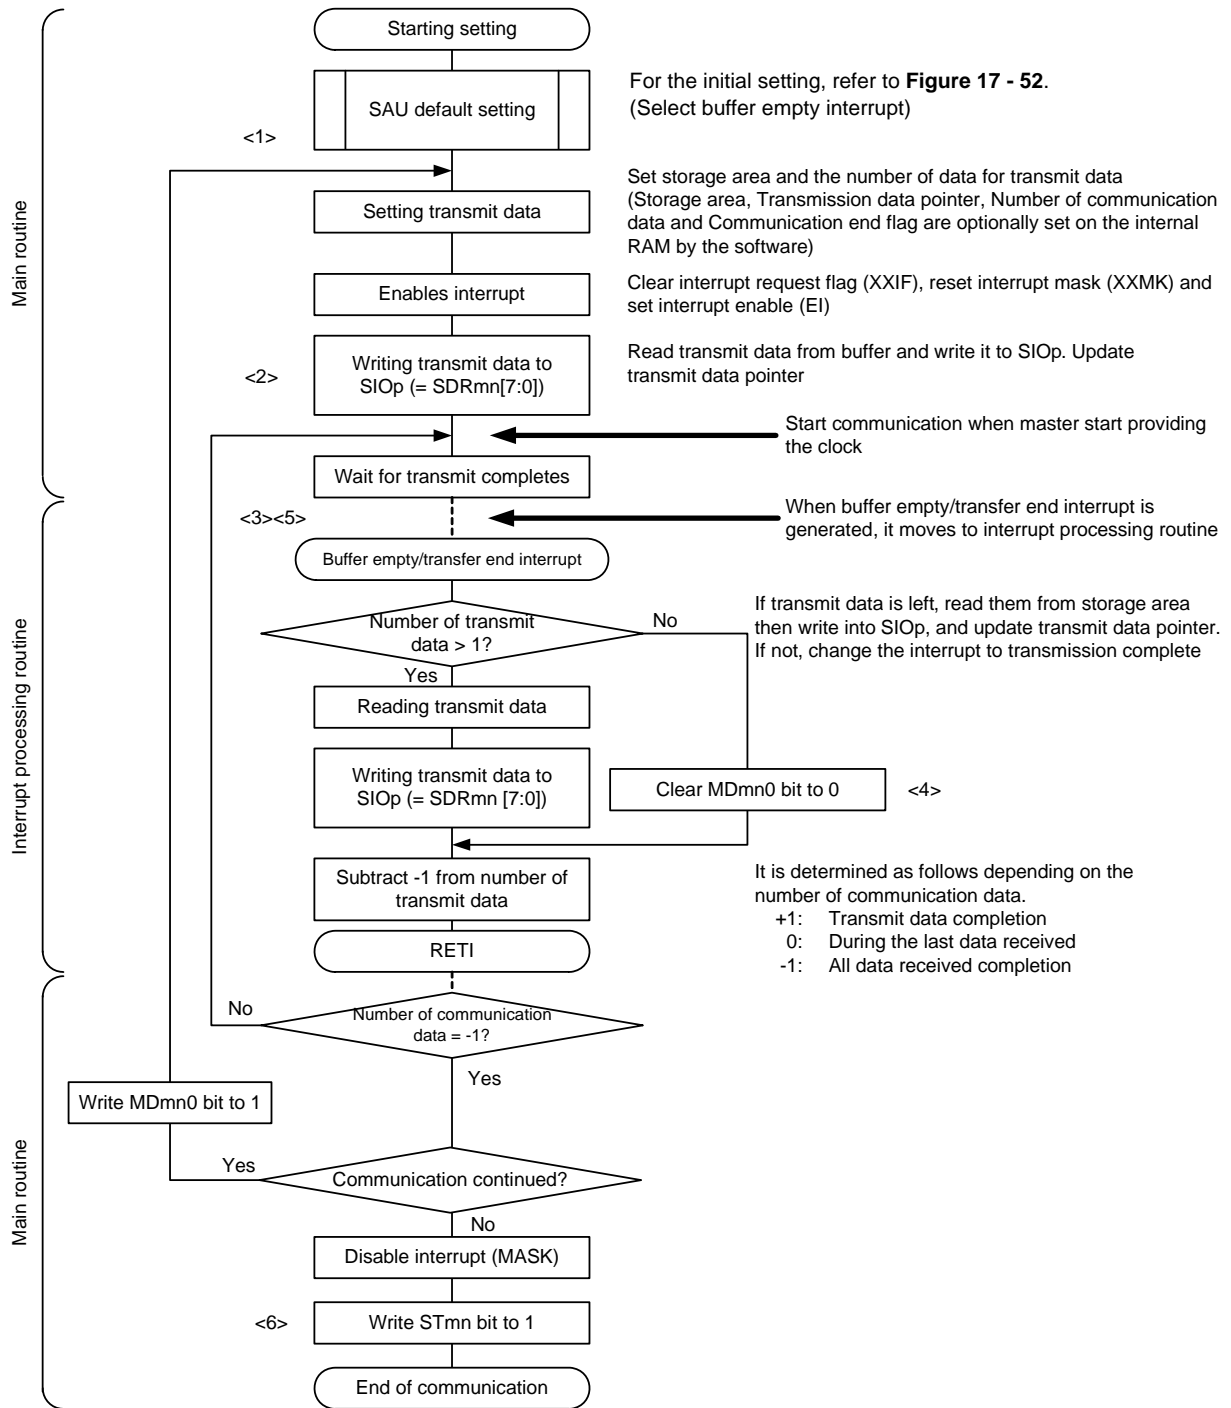 Starting setting
SAU default setting
For the initial setting, refer to Figure 17 - 52.
(Select buffer empty interrupt)
<1>
Main routine
Setting transmit data
Set storage area and the number of data for transmit data
(Storage area, Transmission data pointer, Number of communication
data and Communication end flag are optionally set on the internal
RAM by the software)
Enables interrupt
Clear interrupt request flag (XXIF), reset interrupt mask (XXMK) and
set interrupt enable (EI)
<2>
Writing transmit data to
SIOp (= SDRmn[7:0])
Read transmit data from buffer and write it to SIOp. Update
transmit data pointer
Start communication when master start providing
the clock
Wait for transmit completes
<3><5>
When buffer empty/transfer end interrupt is
generated, it moves to interrupt processing routine
Buffer empty/transfer end interrupt
Interrupt processing routine
Number of transmit
data > 1?
No
Yes
If transmit data is left, read them from storage area
then write into SIOp, and update transmit data pointer.
If not, change the interrupt to transmission complete
Reading transmit data
Writing transmit data to
SIOp (= SDRmn [7:0])
Clear MDmn0 bit to 0
<4>
Subtract -1 from number of
transmit data
It is determined as follows depending on the
number of communication data.
+1: Transmit data completion
0: During the last data received
-1: All data received completion
RETI
No
Number of communication
data = -1?
Yes
Write MDmn0 bit to 1
Main routine
Yes
Communication continued?
No
Disable interrupt (MASK)
<6>
Write STmn bit to 1
End of communication